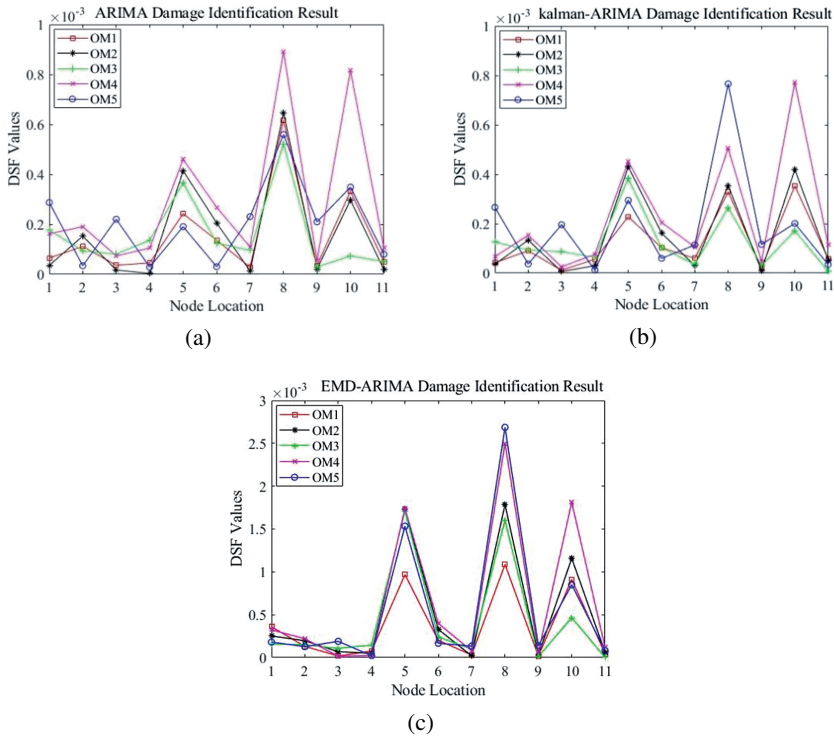 ARIMA Damage Identification Result
×10⁻³
1
0.8
0.6
0.4
0.2
0
DSF Values
OM1
OM2
OM3
OM4
OM5
1 2 3 4 5 6 7 8 9 10 11
Node Location
(a)
kalman-ARIMA Damage Identification Result
×10⁻³
1
0.8
0.6
0.4
0.2
0
DSF Values
OM1
OM2
OM3
OM4
OM5
1 2 3 4 5 6 7 8 9 10 11
Node Location
(b)
EMD-ARIMA Damage Identification Result
×10⁻³
3
2.5
2
1.5
1
0.5
0
DSF Values
OM1
OM2
OM3
OM4
OM5
1 2 3 4 5 6 7 8 9 10 11
Node Location
(c)